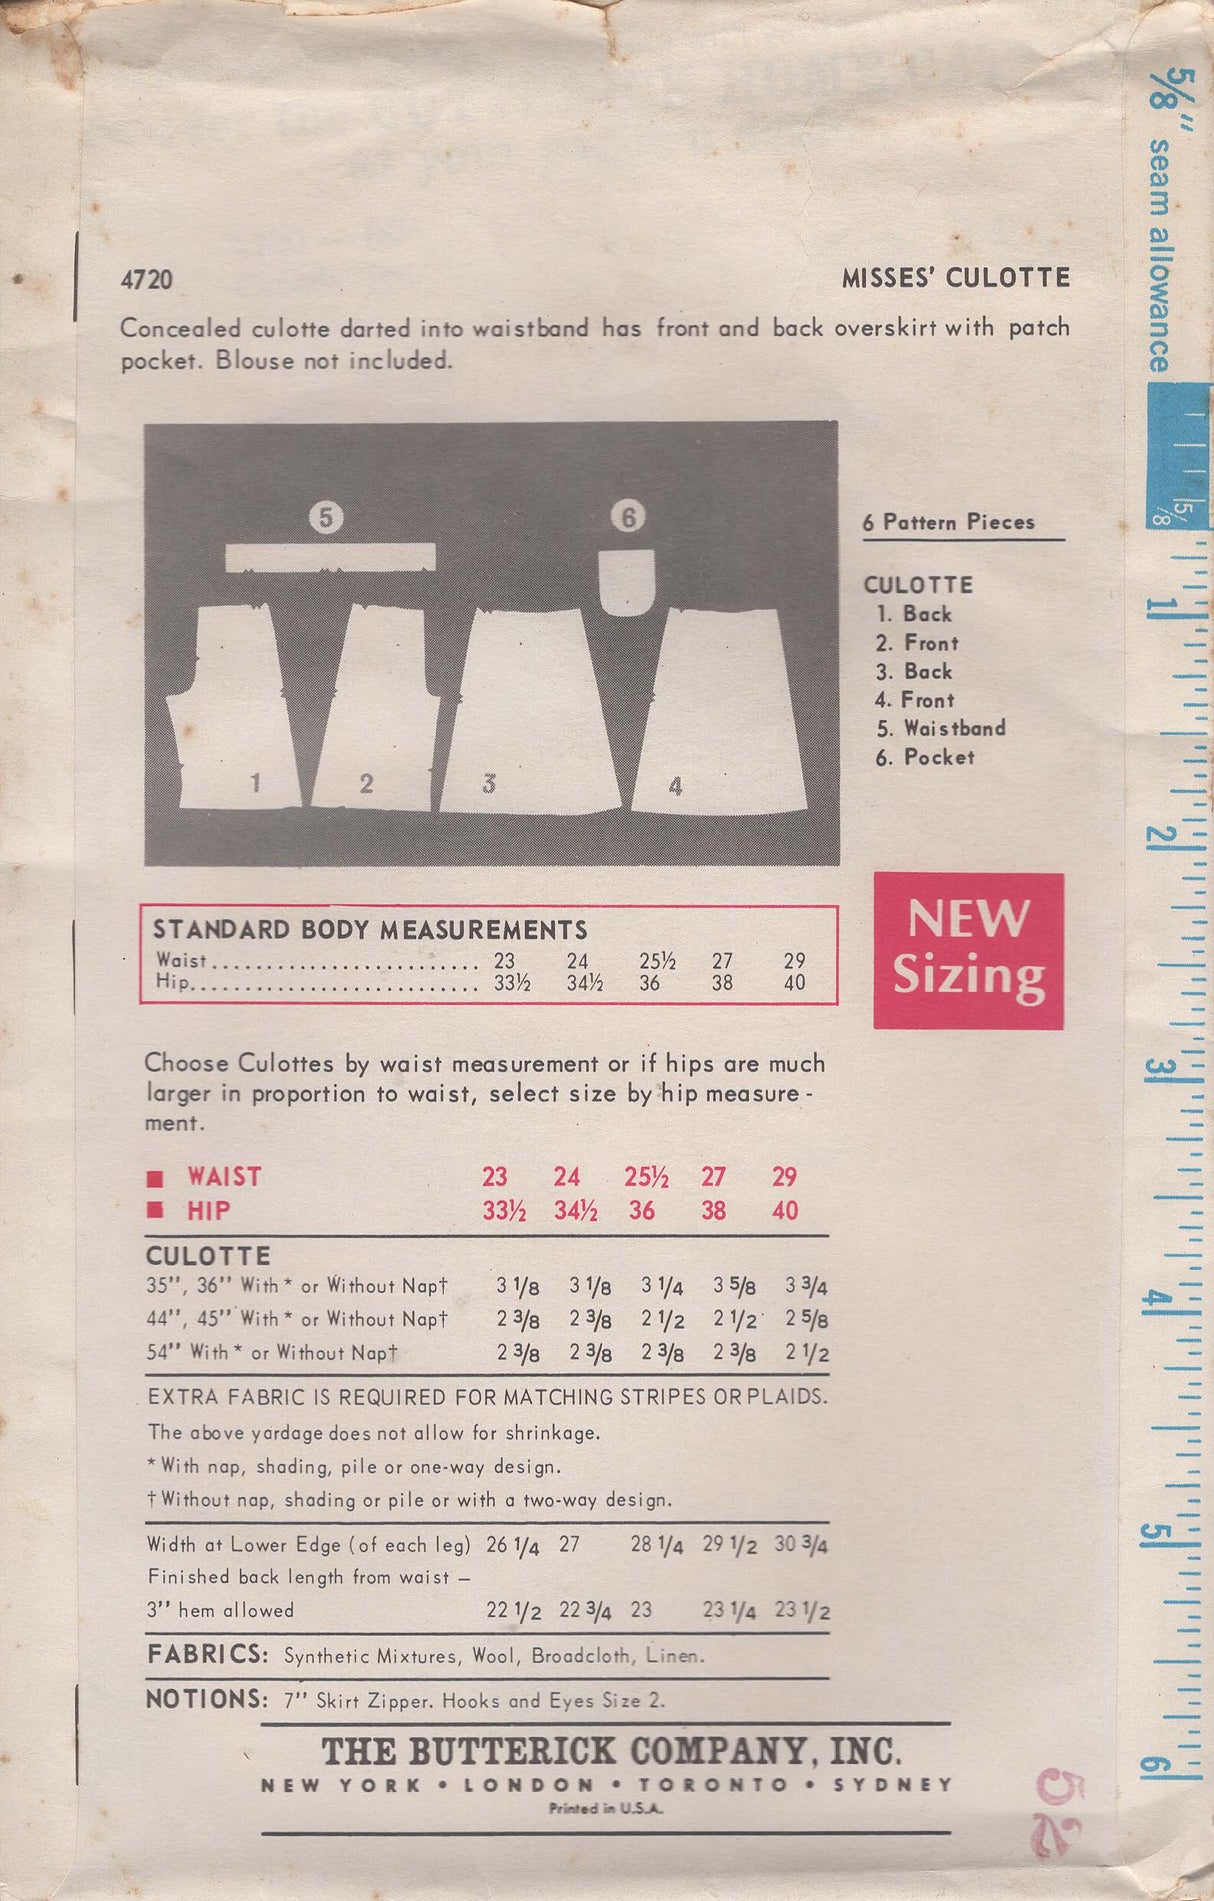 4720 MISSES' CULOTTE
Concealed culotte darted into waistband has front and back overskirt with patch
pocket. Blouse not included.
5 6
1 2 3 4
6 Pattern Pieces
CULOTTE
1. Back
2. Front
3. Back
4. Front
5. Waistband
6. Pocket
STANDARD BODY MEASUREMENTS
Waist........................ 23 24 25½ 27 29
Hip.......................... 33½ 34½ 36 38 40
NEW
Sizing
Choose Culottes by waist measurement or if hips are much
larger in proportion to waist, select size by hip measure-
ment.
■ WAIST 23 24 25½ 27 29
■ HIP 33½ 34½ 36 38 40
CULOTTE
35'', 36'' With* or Without Nap† 3 1/8 3 1/8 3 1/4 3 5/8 3 3/4
44'', 45'' With* or Without Nap† 2 3/8 2 3/8 2 1/2 2 1/2 2 5/8
54'' With* or Without Nap† 2 3/8 2 3/8 2 3/8 2 3/8 2 1/2
EXTRA FABRIC IS REQUIRED FOR MATCHING STRIPES OR PLAIDS.
The above yardage does not allow for shrinkage.
*With nap, shading, pile or one-way design.
†Without nap, shading or pile or with a two-way design.
Width at Lower Edge (of each leg) 26 1/4 27 28 1/4 29 1/2 30 3/4
Finished back length from waist –
3'' hem allowed 22 1/2 22 3/4 23 23 1/4 23 1/2
FABRICS: Synthetic Mixtures, Wool, Broadcloth, Linen.
NOTIONS: 7'' Skirt Zipper. Hooks and Eyes Size 2.
THE BUTTERICK COMPANY, INC.
NEW YORK • LONDON • TORONTO • SYDNEY
Printed in U.S.A.
5/8" seam allowance
5/8
1
2
3
4
5
6